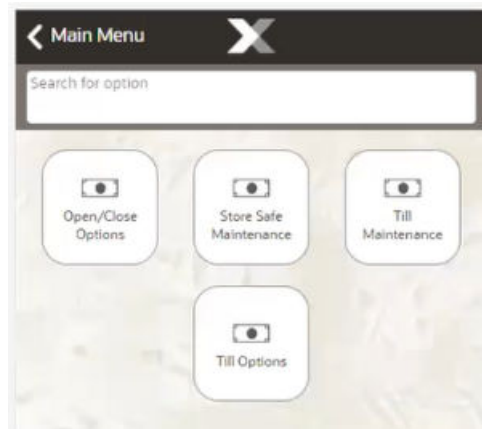 Main Menu
Search for option
Open/Close
Options
Store Safe
Maintenance
Till
Maintenance
Till Options